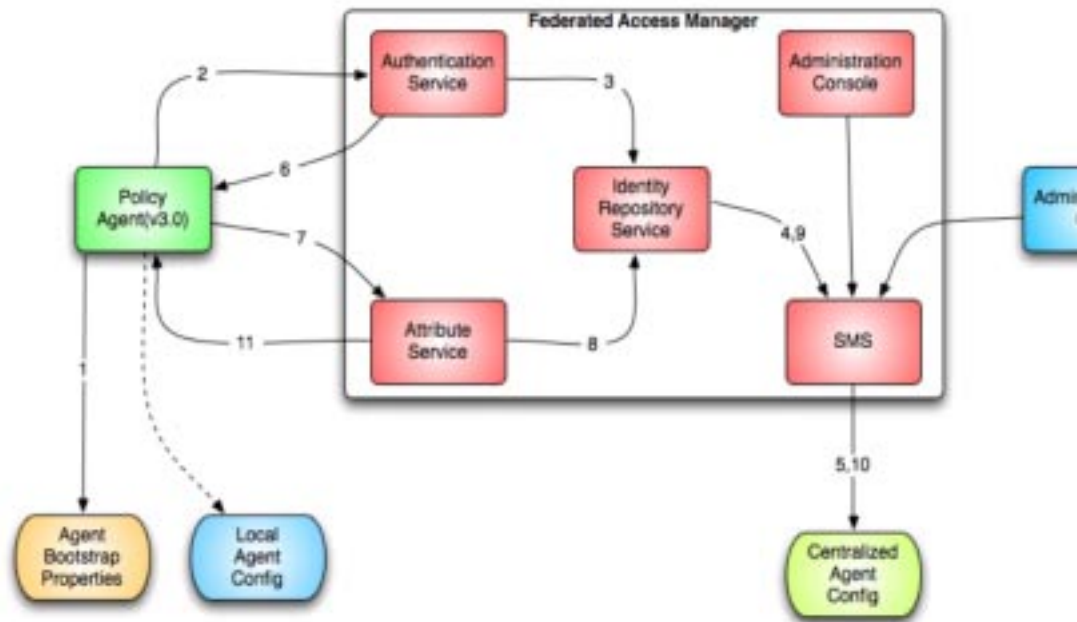 Federated Access Manager
Authentication
Service
Administration
Console
2
3
6
Policy
Agent(v3.0)
Identity
Repository
Service
7
4,9
11
Attribute
Service
8
SMS
1
5,10
Agent
Bootstrap
Properties
Local
Agent
Config
Centralized
Agent
Config